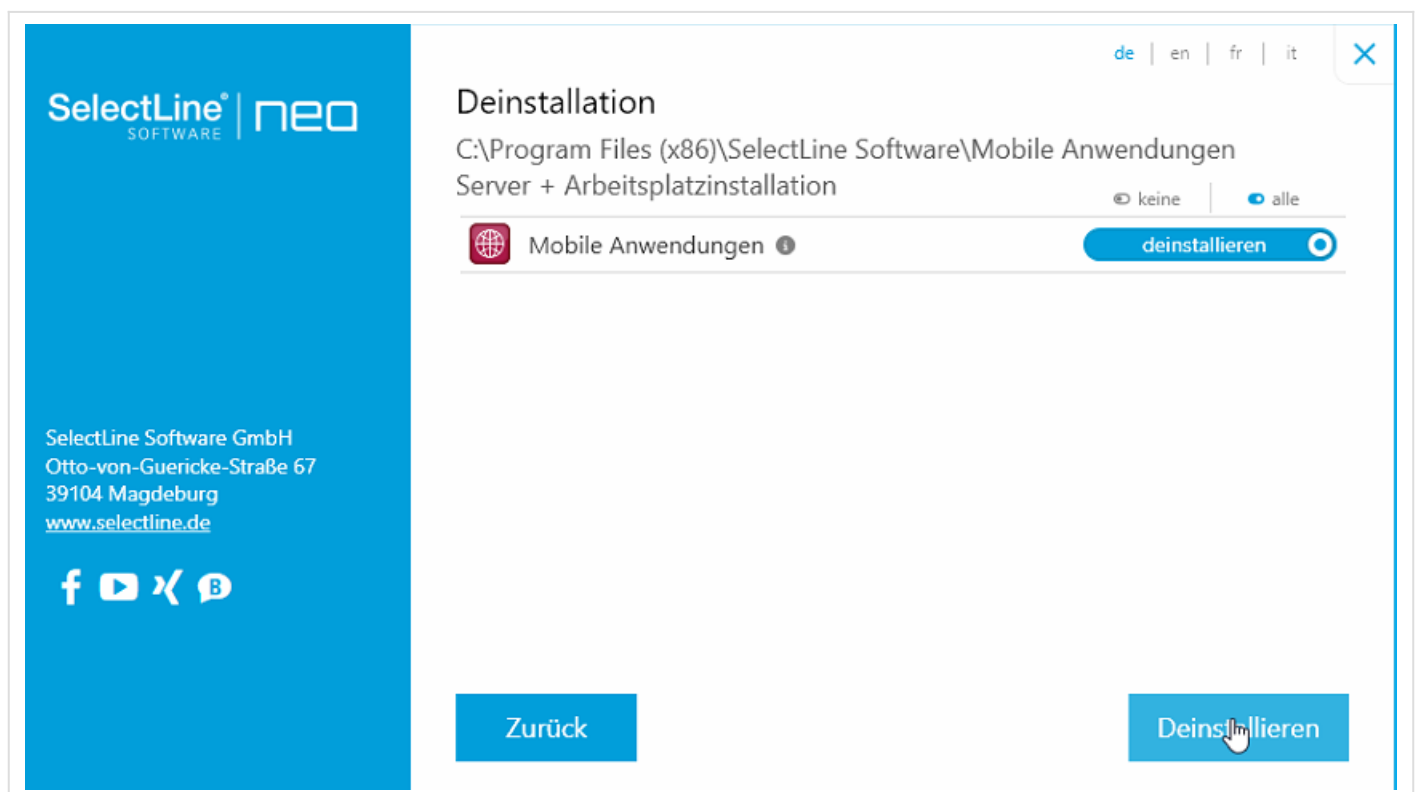 de | en | fr | it
SelectLine® | neo
SOFTWARE
Deinstallation
C:\Program Files (x86)\SelectLine Software\Mobile Anwendungen
Server + Arbeitsplatzinstallation
keine | alle
Mobile Anwendungen
deinstallieren
SelectLine Software GmbH
Otto-von-Guericke-Straße 67
39104 Magdeburg
www.selectline.de
Zurück
Deinstallieren